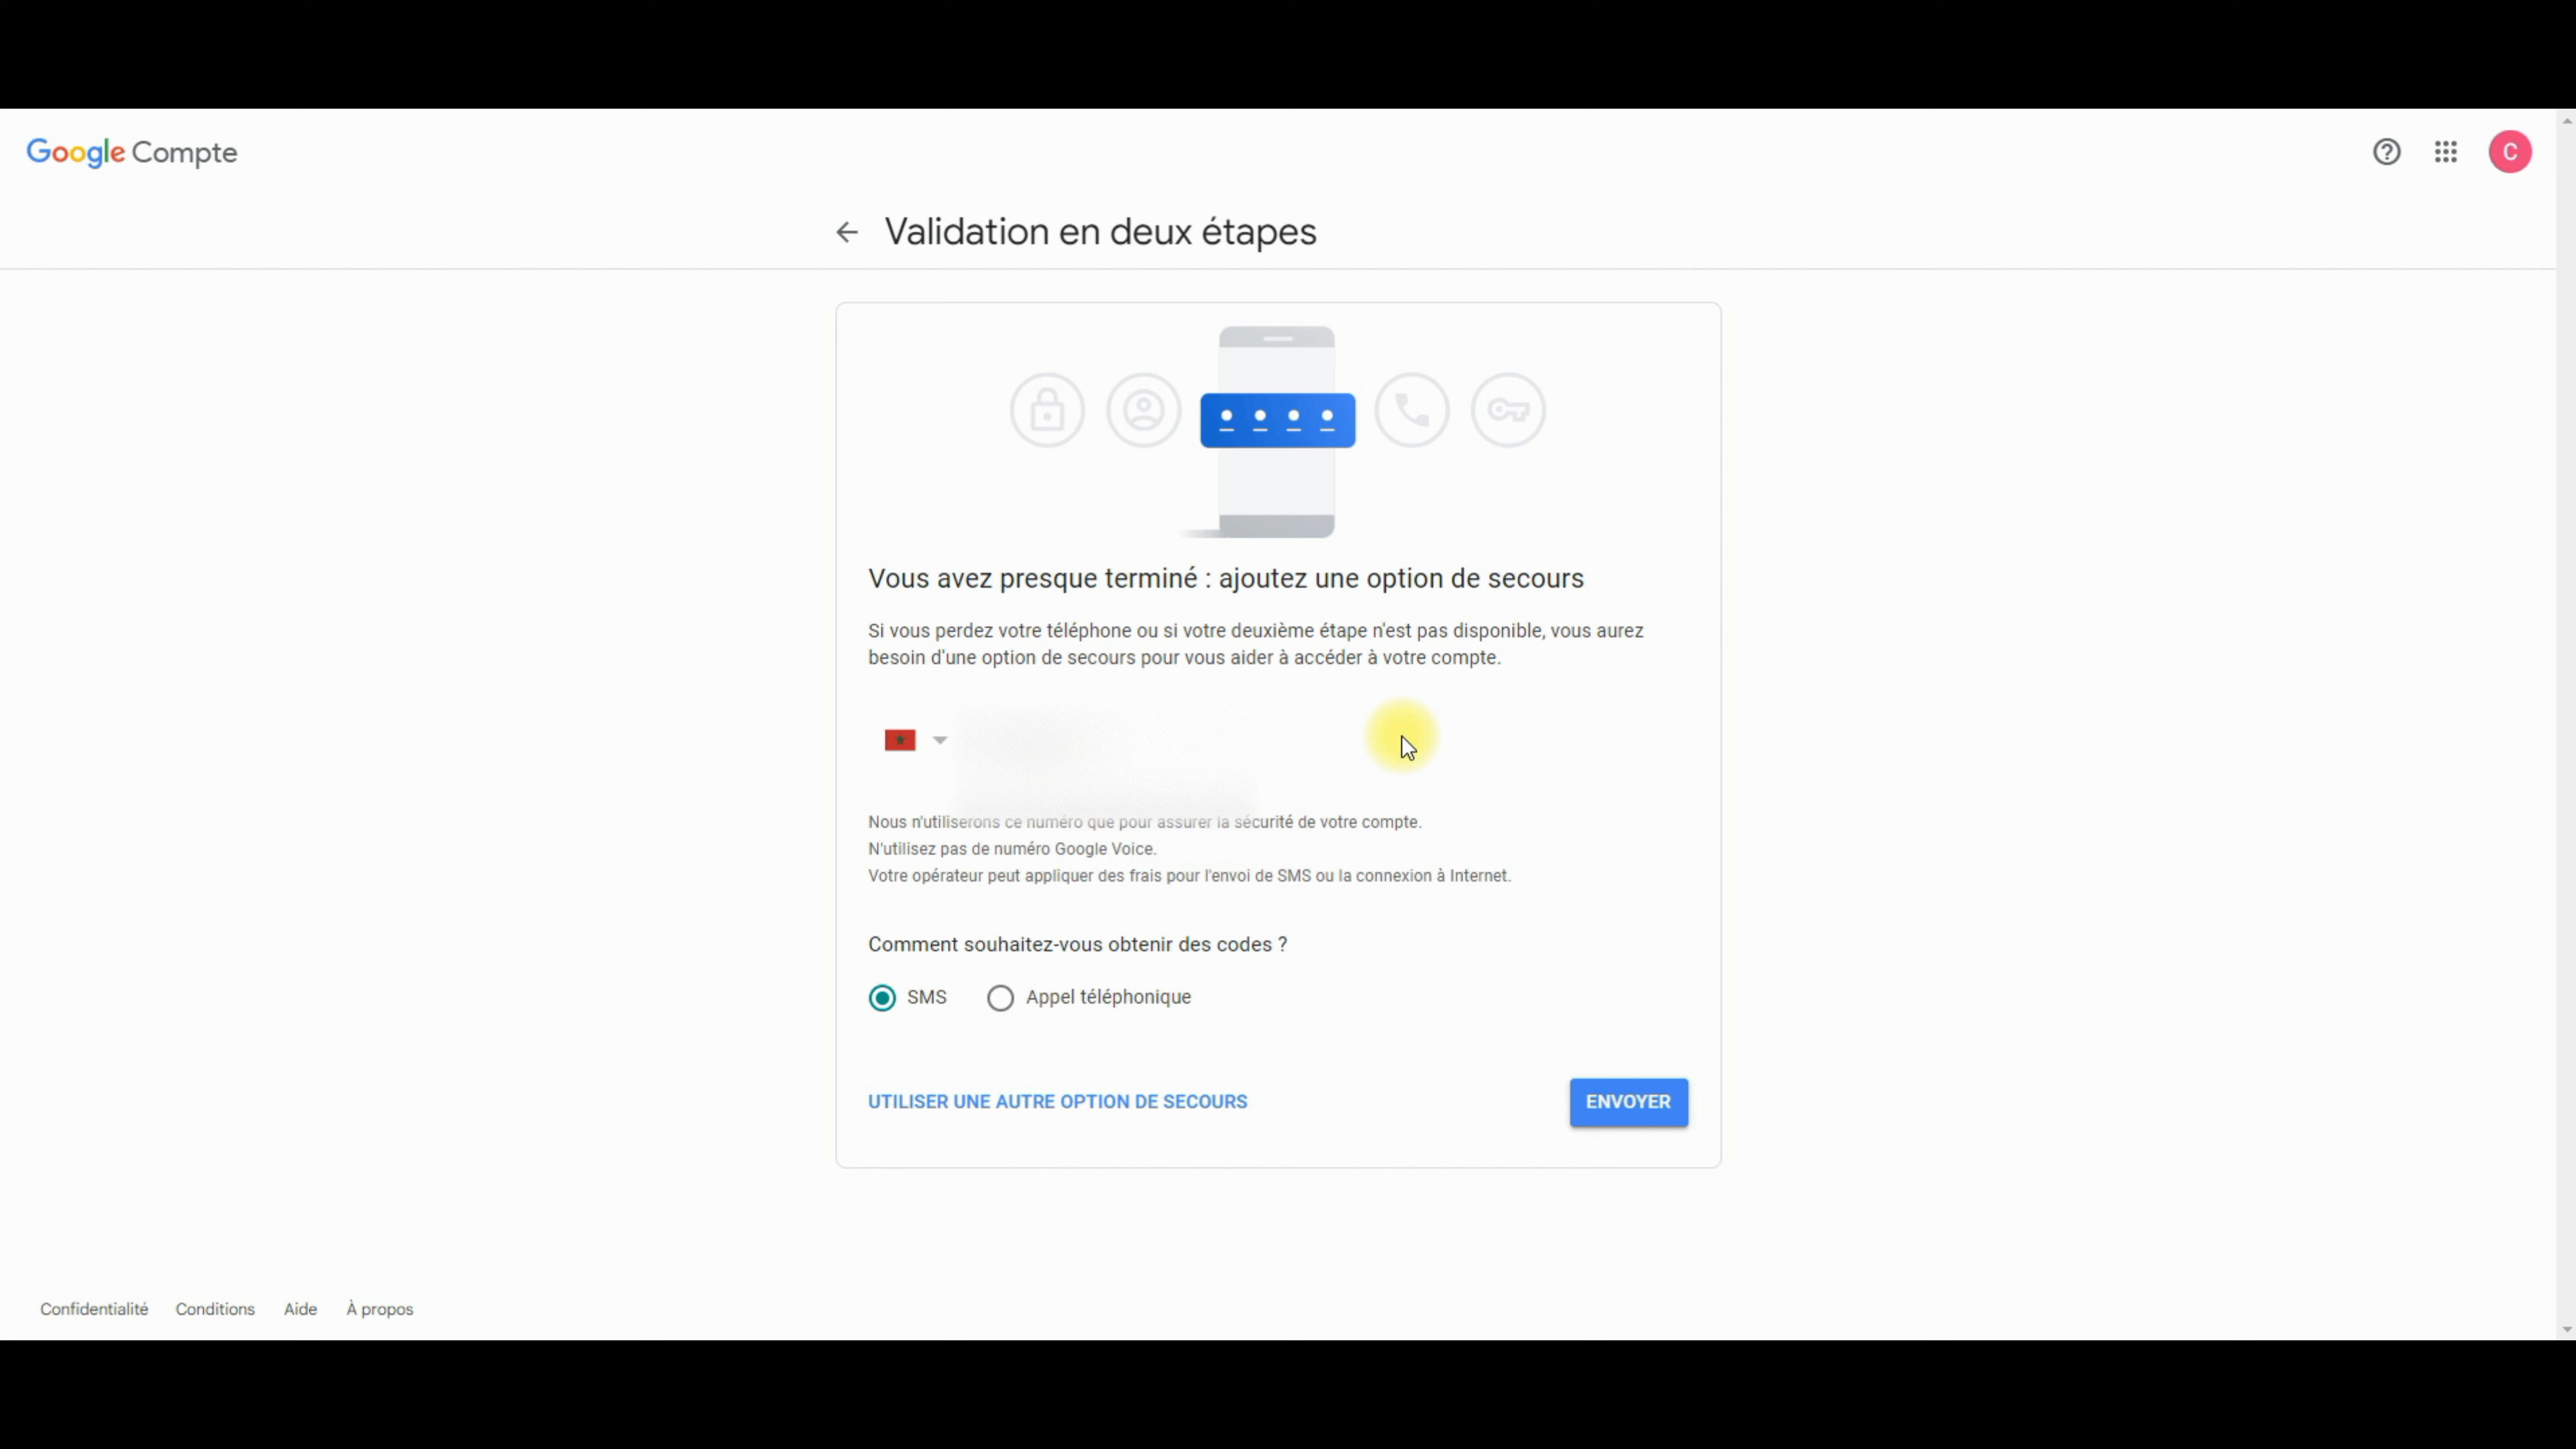 Google Compte
C
Validation en deux étapes
Vous avez presque terminé : ajoutez une option de secours
Si vous perdez votre téléphone ou si votre deuxième étape n'est pas disponible, vous aurez
besoin d'une option de secours pour vous aider à accéder à votre compte.
Nous n'utiliserons ce numéro que pour assurer la sécurité de votre compte.
N'utilisez pas de numéro Google Voice.
Votre opérateur peut appliquer des frais pour l'envoi de SMS ou la connexion à Internet.
Comment souhaitez-vous obtenir des codes ?
SMS Appel téléphonique
UTILISER UNE AUTRE OPTION DE SECOURS ENVOYER
Confidentialité Conditions Aide À propos